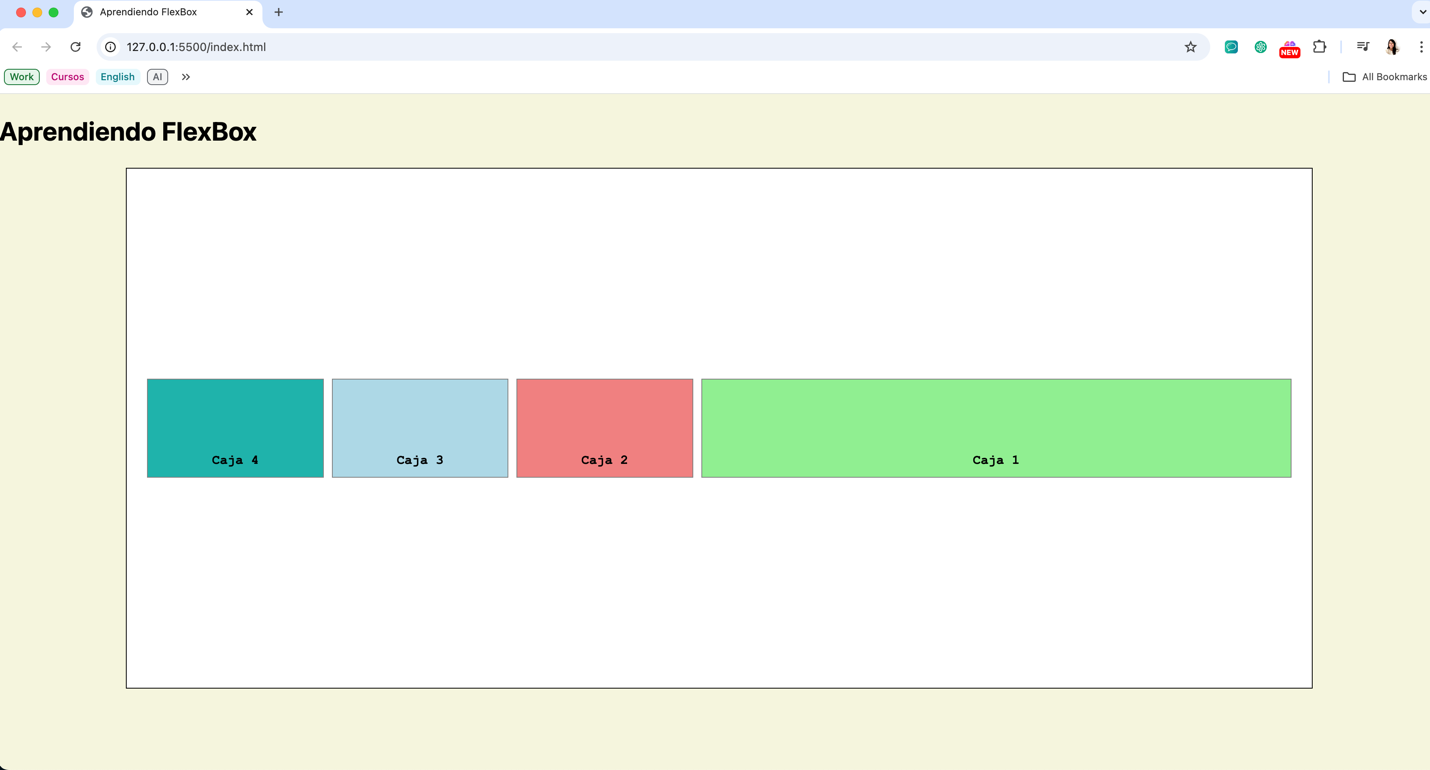 Aprendiendo FlexBox
127.0.0.1:5500/index.html
NEW
Work Cursos English AI All Bookmarks
Aprendiendo FlexBox
Caja 4 Caja 3 Caja 2 Caja 1